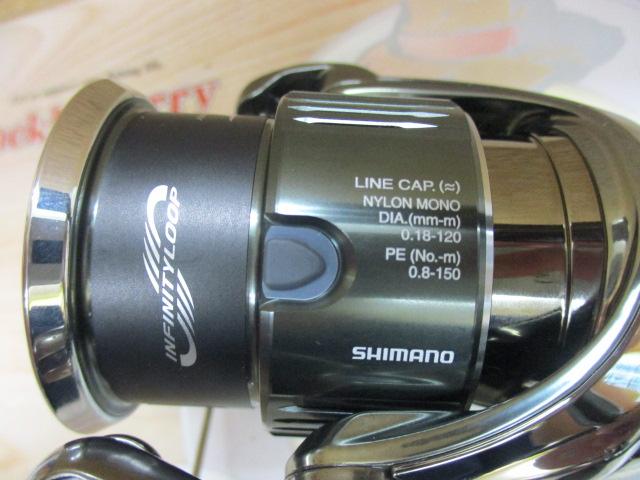 INFINITYLOOP
LINE CAP.(≈)
NYLON MONO
DIA.(mm-m)
0.18-120
PE (No.-m)
0.8-150
SHIMANO